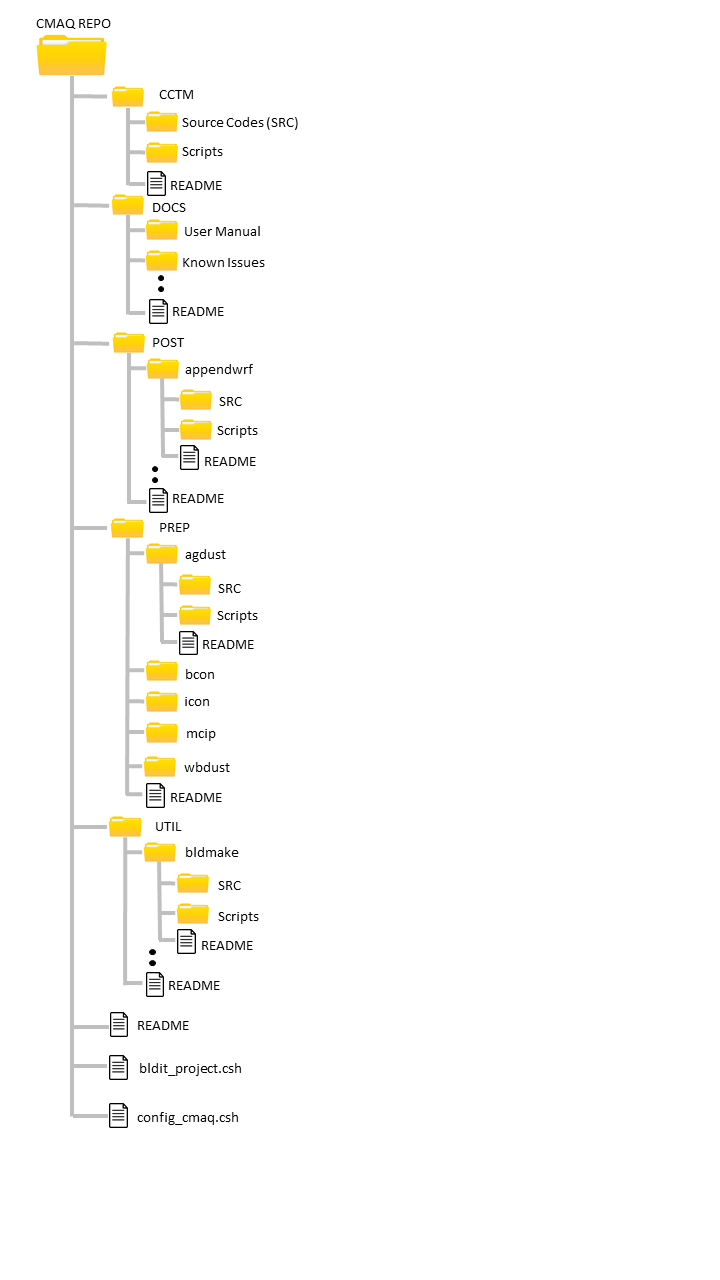 CMAQ REPO
CCTM
Source Codes (SRC)
Scripts
README
DOCS
User Manual
Known Issues
README
POST
appendwrf
SRC
Scripts
README
README
PREP
agdust
SRC
Scripts
README
bcon
icon
mcip
wbdust
README
UTIL
bldmake
SRC
Scripts
README
README
README
bldit_project.csh
config_cmaq.csh